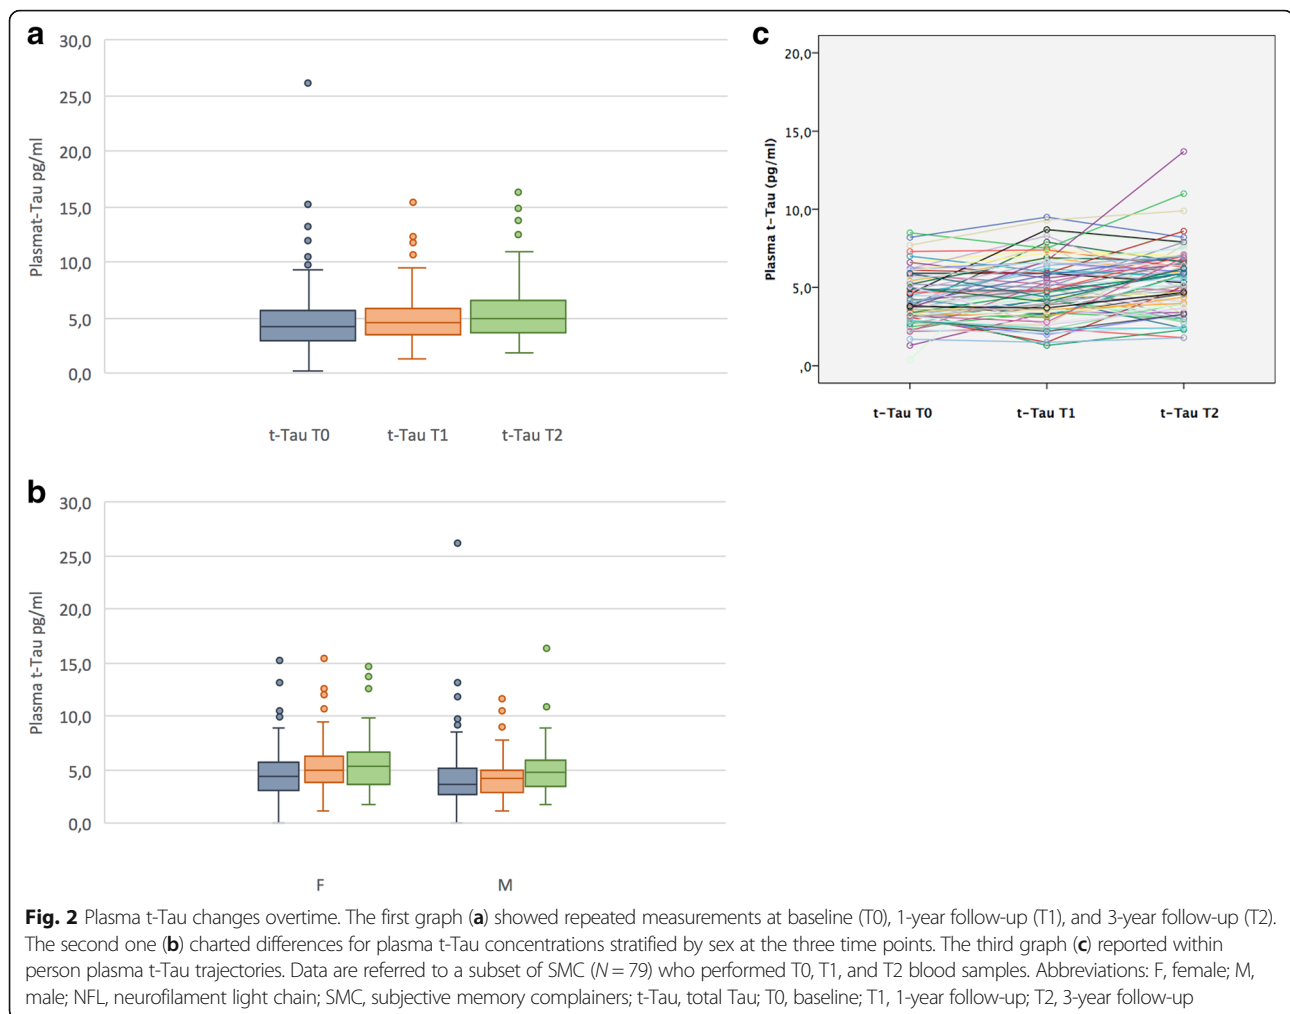 a
30,0
25,0
20,0
15,0
10,0
5,0
0,0
Plasmat-Tau pg/ml
t-Tau T0
t-Tau T1
t-Tau T2
c
20,0
15,0
10,0
5,0
,0
Plasma t-Tau (pg/ml)
t-Tau T0
t-Tau T1
t-Tau T2
b
30,0
25,0
20,0
15,0
10,0
5,0
0,0
Plasma t-Tau pg/ml
F
M
Fig. 2 Plasma t-Tau changes overtime. The first graph (a) showed repeated measurements at baseline (T0), 1-year follow-up (T1), and 3-year follow-up (T2).
The second one (b) charted differences for plasma t-Tau concentrations stratified by sex at the three time points. The third graph (c) reported within
person plasma t-Tau trajectories. Data are referred to a subset of SMC (N = 79) who performed T0, T1, and T2 blood samples. Abbreviations: F, female; M,
male; NFL, neurofilament light chain; SMC, subjective memory complainers; t-Tau, total Tau; T0, baseline; T1, 1-year follow-up; T2, 3-year follow-up